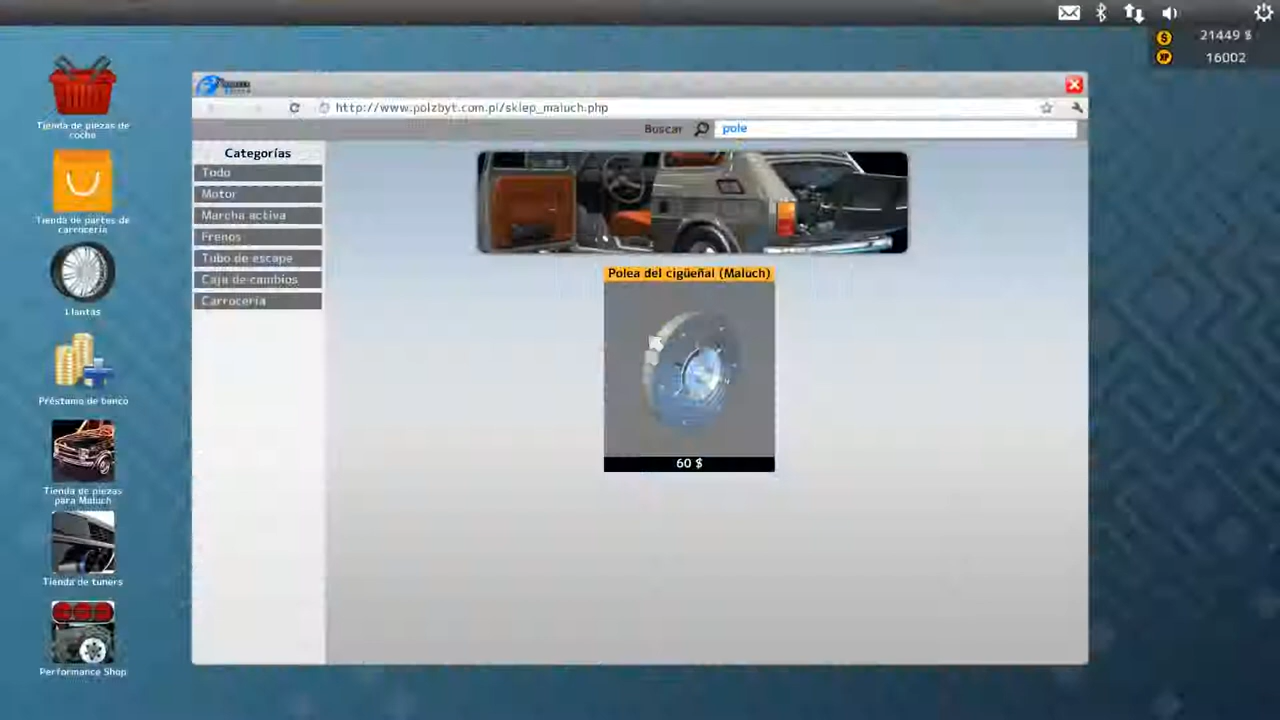 21449 $
16002
http://www.polzbyt.com.pl/sklep_maluch.php
Buscar
pole
Categorías
Todo
Motor
Marcha activa
Frenos
Tubo de escape
Caja de cambios
Carrocería
Polea del cigüeñal (Maluch)
60 $
Tienda de piezas de
coche
Tienda de partes de
carrocería
Llantas
Préstamo de banco
Tienda de piezas
para Maluch
Tienda de tuners
Performance Shop